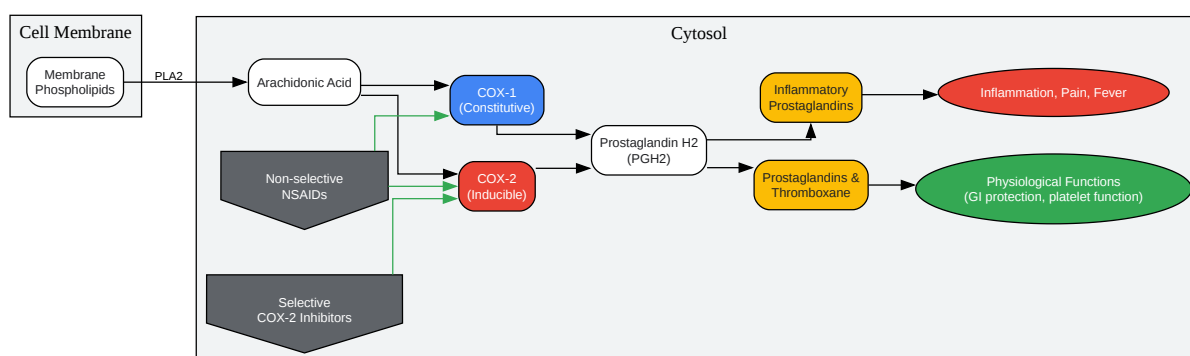 Cell Membrane
Cytosol
Membrane
Phospholipids
PLA2
Arachidonic Acid
COX-1
(Constitutive)
Inflammatory
Prostaglandins
Inflammation, Pain, Fever
Prostaglandin H2
(PGH2)
Non-selective
NSAIDs
COX-2
(Inducible)
Prostaglandins &
Thromboxane
Physiological Functions
(GI protection, platelet function)
Selective
COX-2 Inhibitors